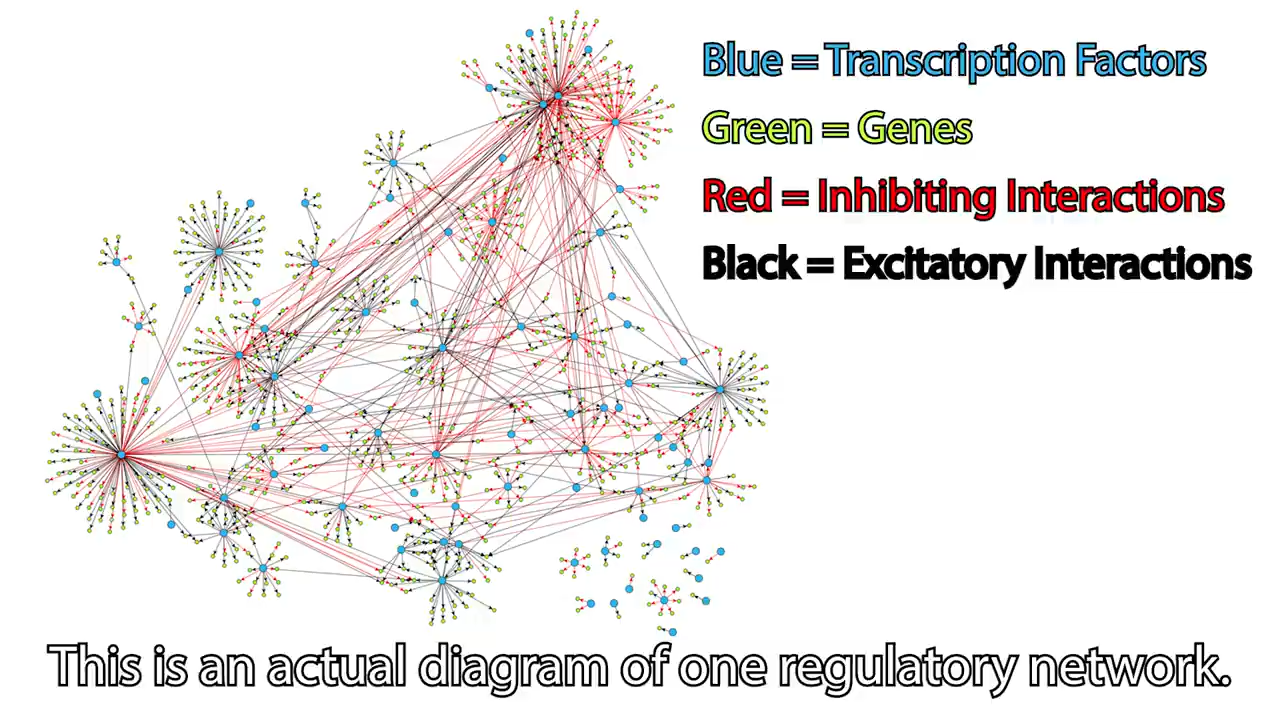 Blue = Transcription Factors
Green = Genes
Red = Inhibiting Interactions
Black = Excitatory Interactions
This is an actual diagram of one regulatory network.